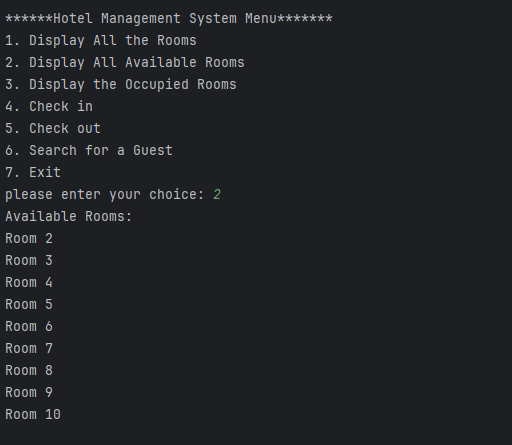 ******Hotel Management System Menu*******
1. Display All the Rooms
2. Display All Available Rooms
3. Display the Occupied Rooms
4. Check in
5. Check out
6. Search for a Guest
7. Exit
please enter your choice: 2
Available Rooms:
Room 2
Room 3
Room 4
Room 5
Room 6
Room 7
Room 8
Room 9
Room 10